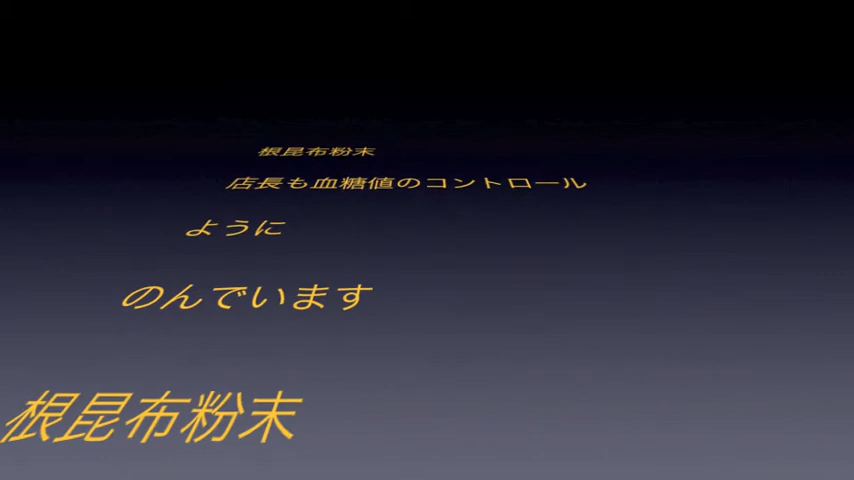 根昆布粉末
店長も血糖値のコントロール
ように
のんでいます
根昆布粉末